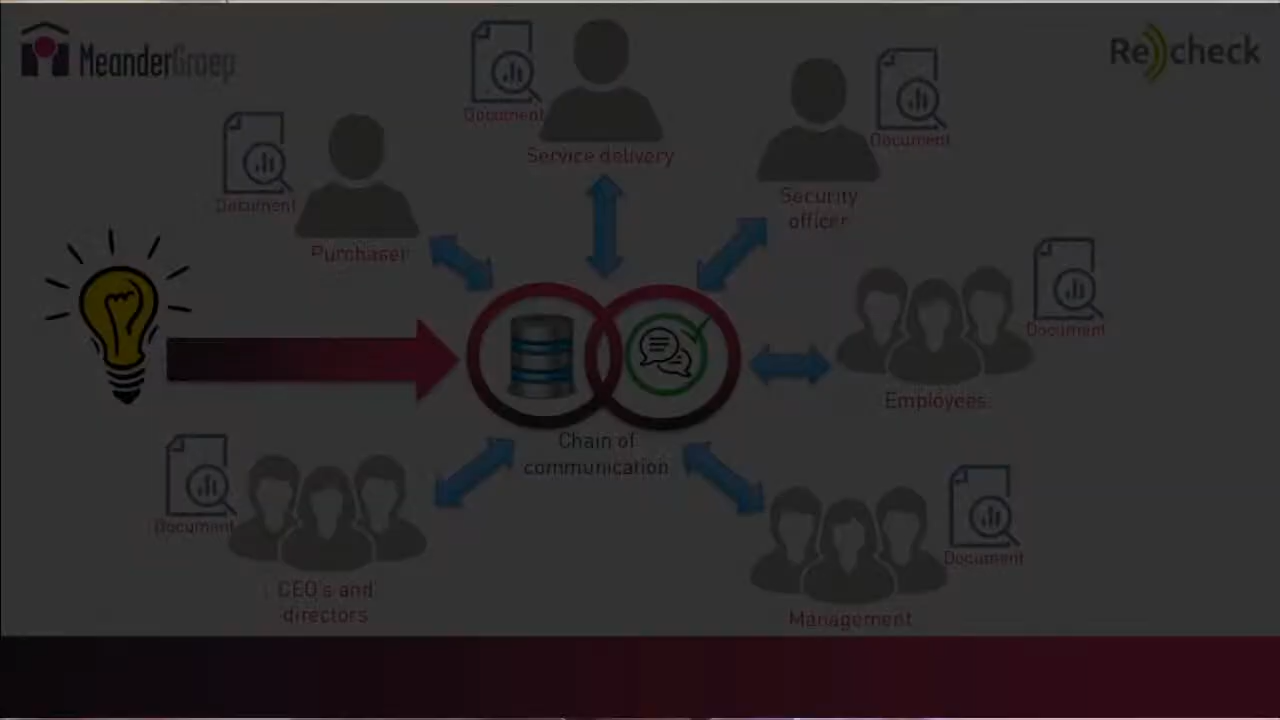 MeanderGroep
Re))check
Document
Service delivery
Document
Security
officer
Document
Purchaser
Document
Employees
Chain of
communication
Document
CEO's and
directors
Document
Management